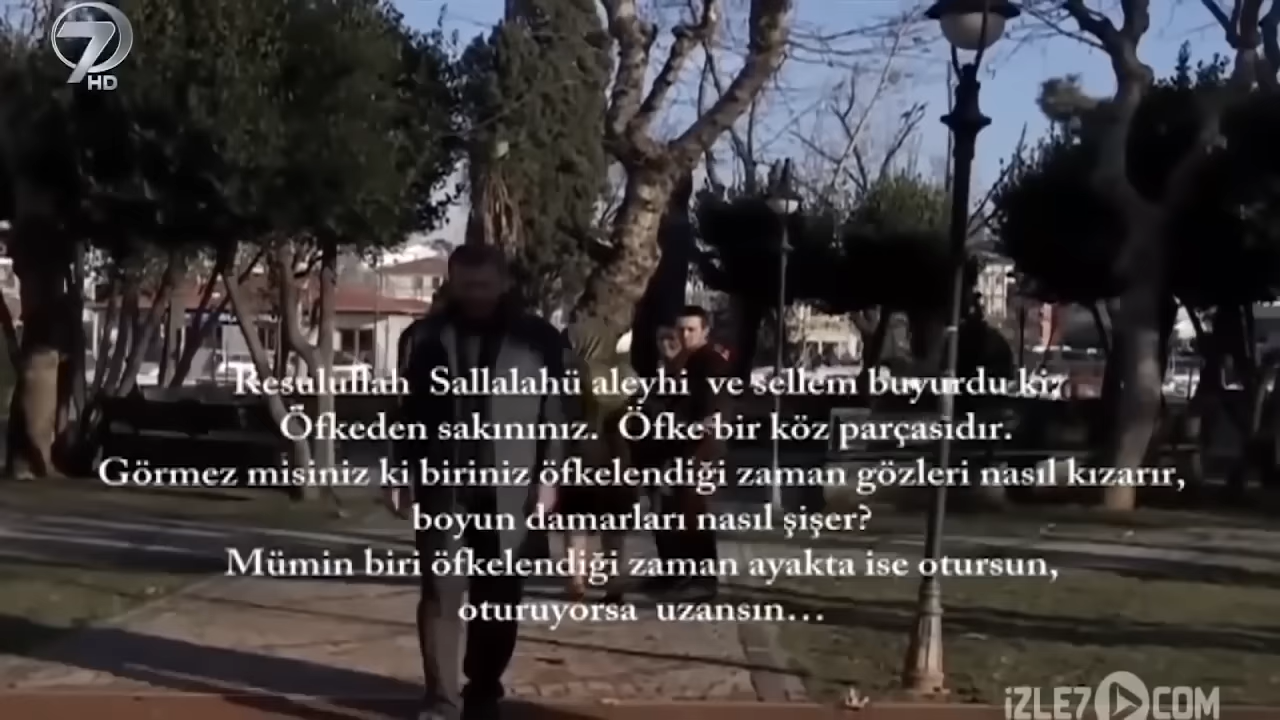 7 HD
Resulullah Sallalahü aleyhi ve sellem buyurdu ki;
Öfkeden sakınınız. Öfke bir köz parçasıdır.
Görmez misiniz ki biriniz öfkelendiği zaman gözleri nasıl kızarır,
boyun damarları nasıl şişer?
Mümin biri öfkelendiği zaman ayakta ise otursun,
oturuyorsa uzansın...
İZLE7.COM